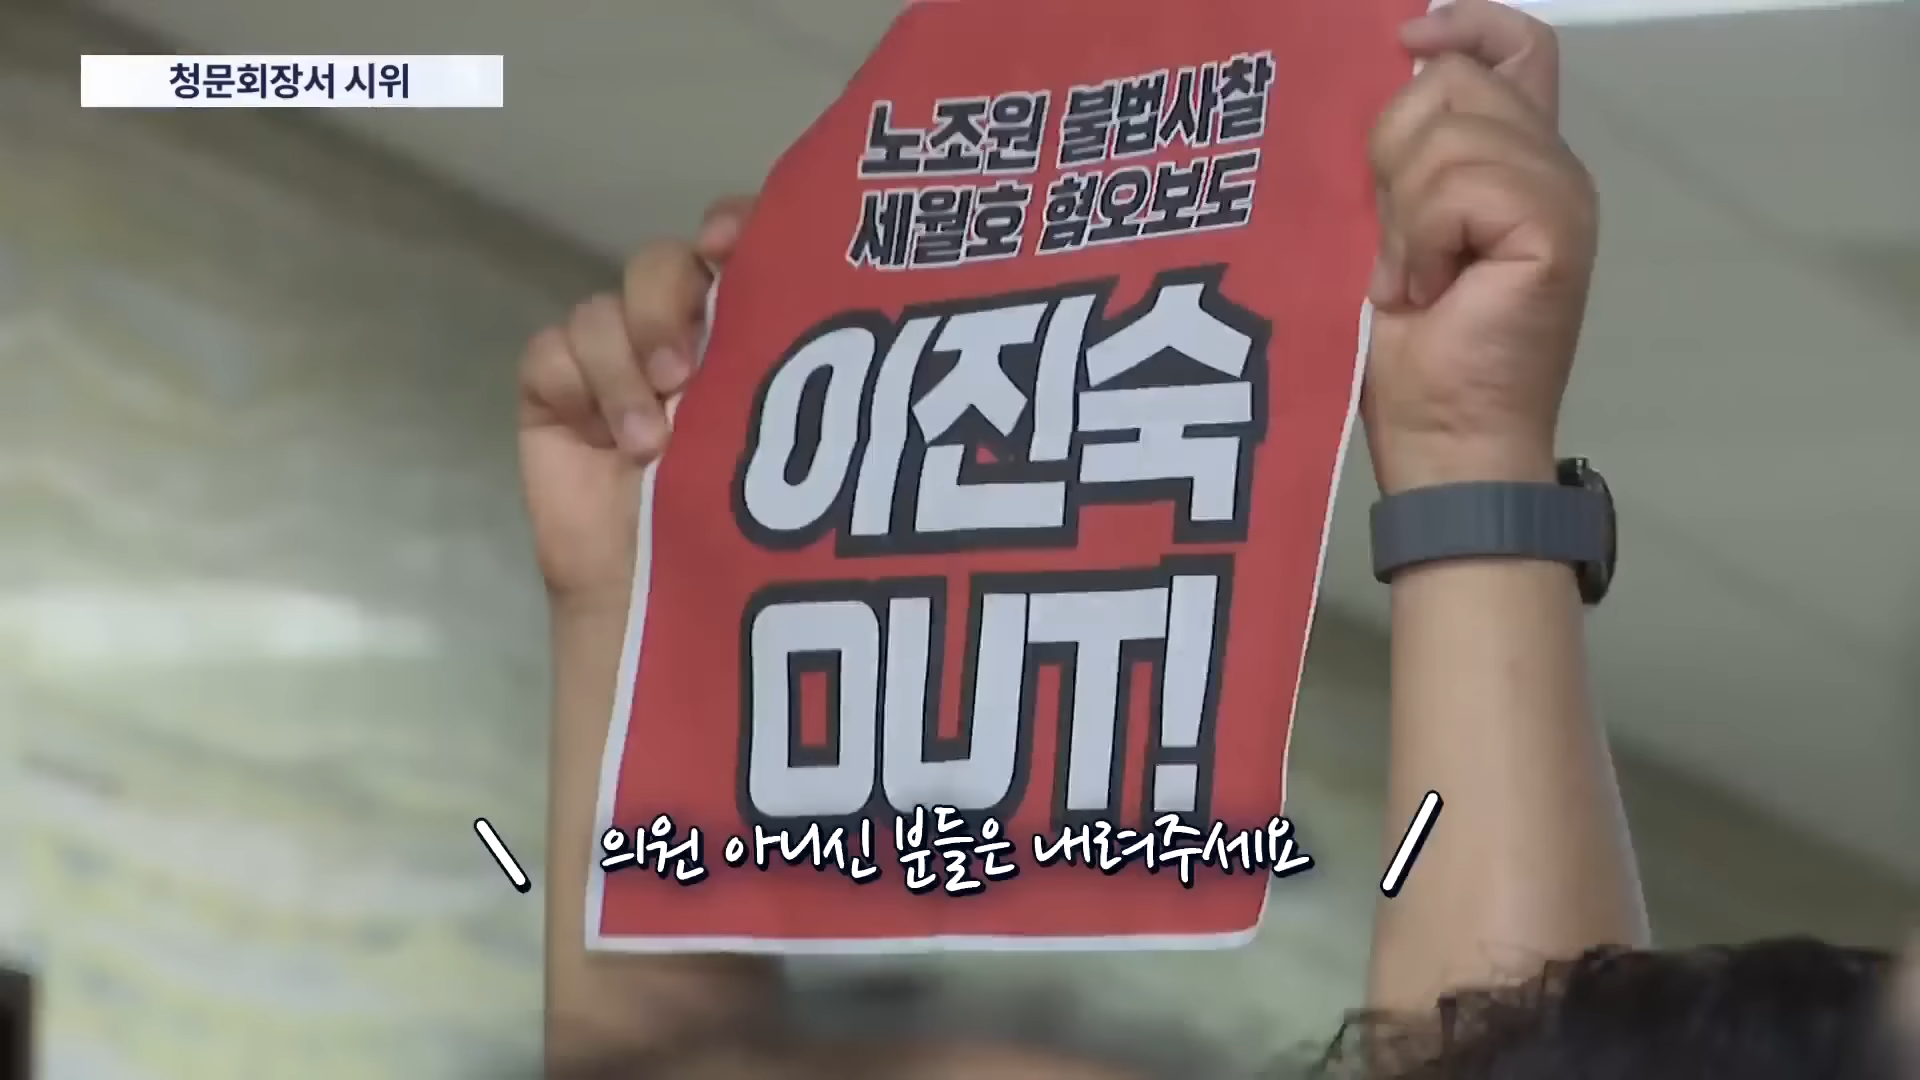 청문회장서 시위
노조원 불법사찰
세월호 혐오보도
이진숙
OUT!
의원 아니신 분들은 내려주세요